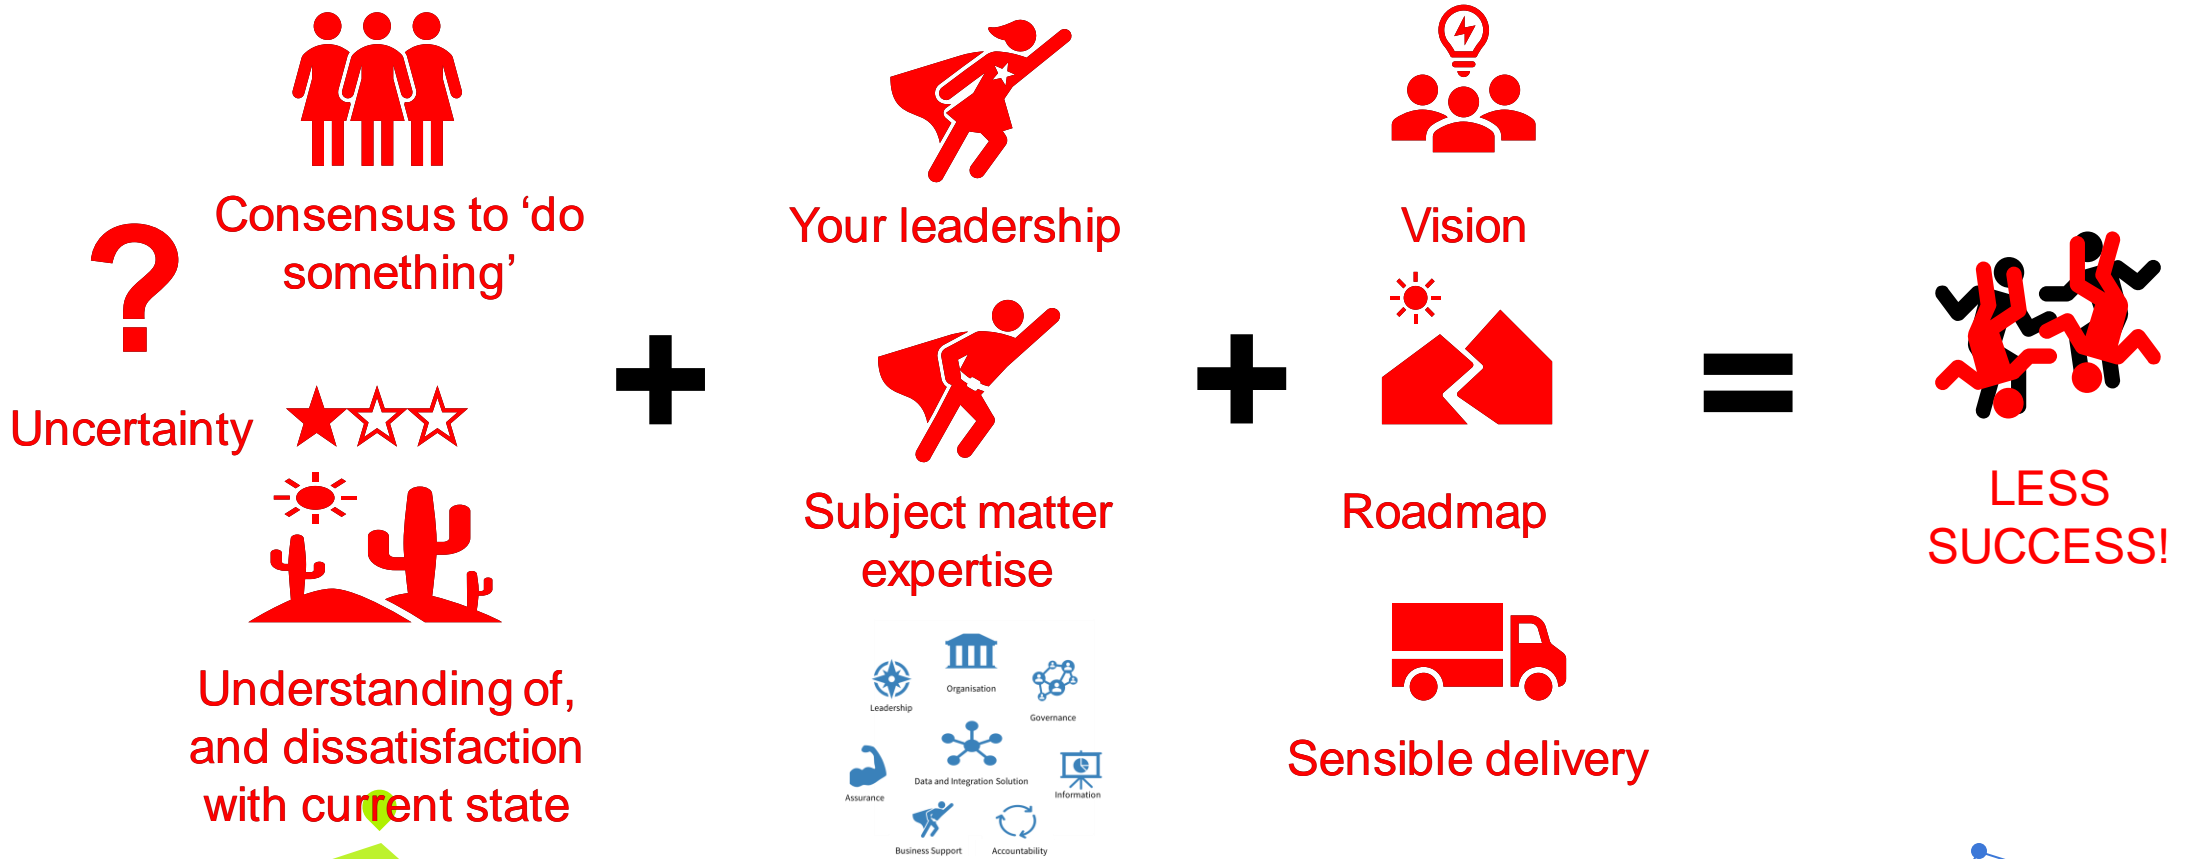 Consensus to ‘do
something’
?
Uncertainty
Understanding of,
and dissatisfaction
with current state
+
Your leadership
Subject matter
expertise
Organisation
Leadership
Governance
Data and Integration Solution
Assurance
Information
Business Support
Accountability
+
Vision
Roadmap
Sensible delivery
=
LESS
SUCCESS!